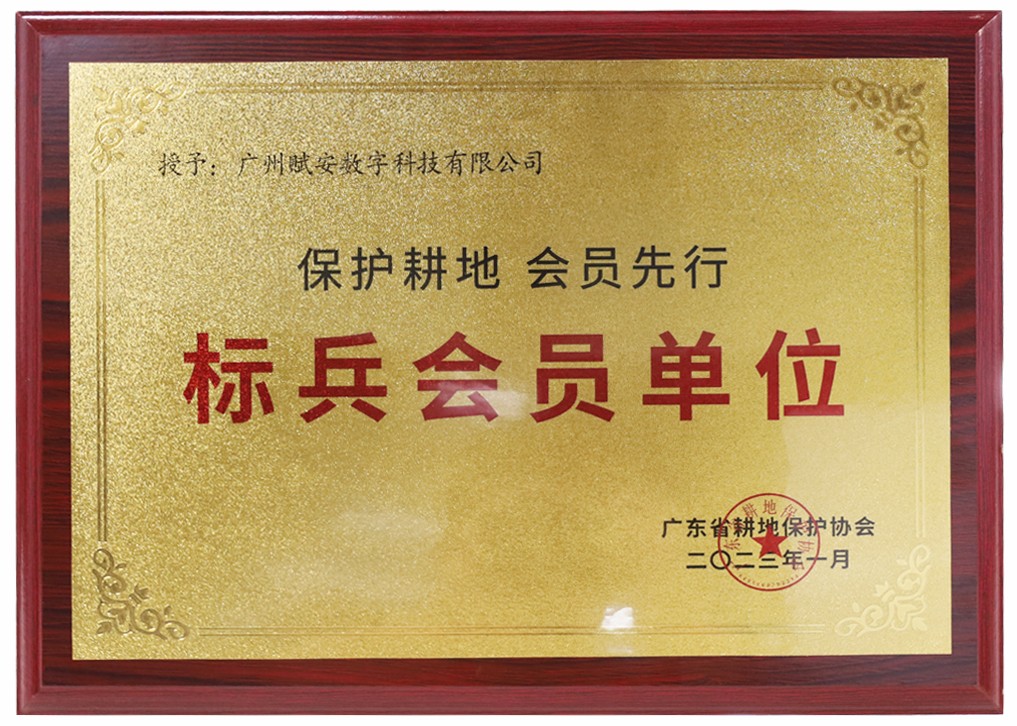 授予：广州赋安数字科技有限公司
保护耕地 会员先行
标兵会员单位
广东省耕地保护协会
二〇二三年一月